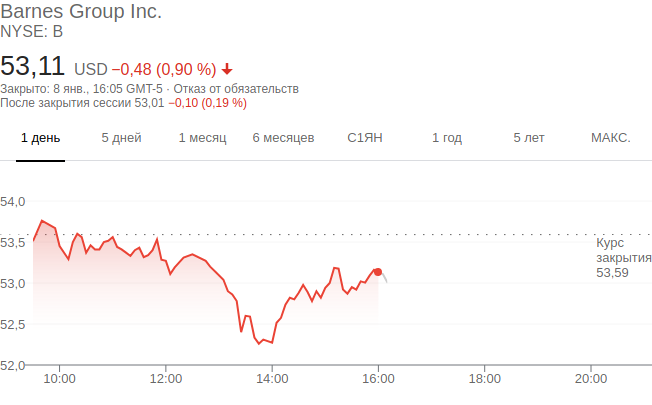 Barnes Group Inc.
NYSE: B
53,11 USD −0,48 (0,90 %)
Закрыто: 8 янв., 16:05 GMT-5 · Отказ от обязательств
После закрытия сессии 53,01 −0,10 (0,19 %)
1 день 5 дней 1 месяц 6 месяцев С1ЯН 1 год 5 лет МАКС.
54,0
53,5
53,0
52,5
52,0
Курс
закрытия
53,59
10:00 12:00 14:00 16:00 18:00 20:00